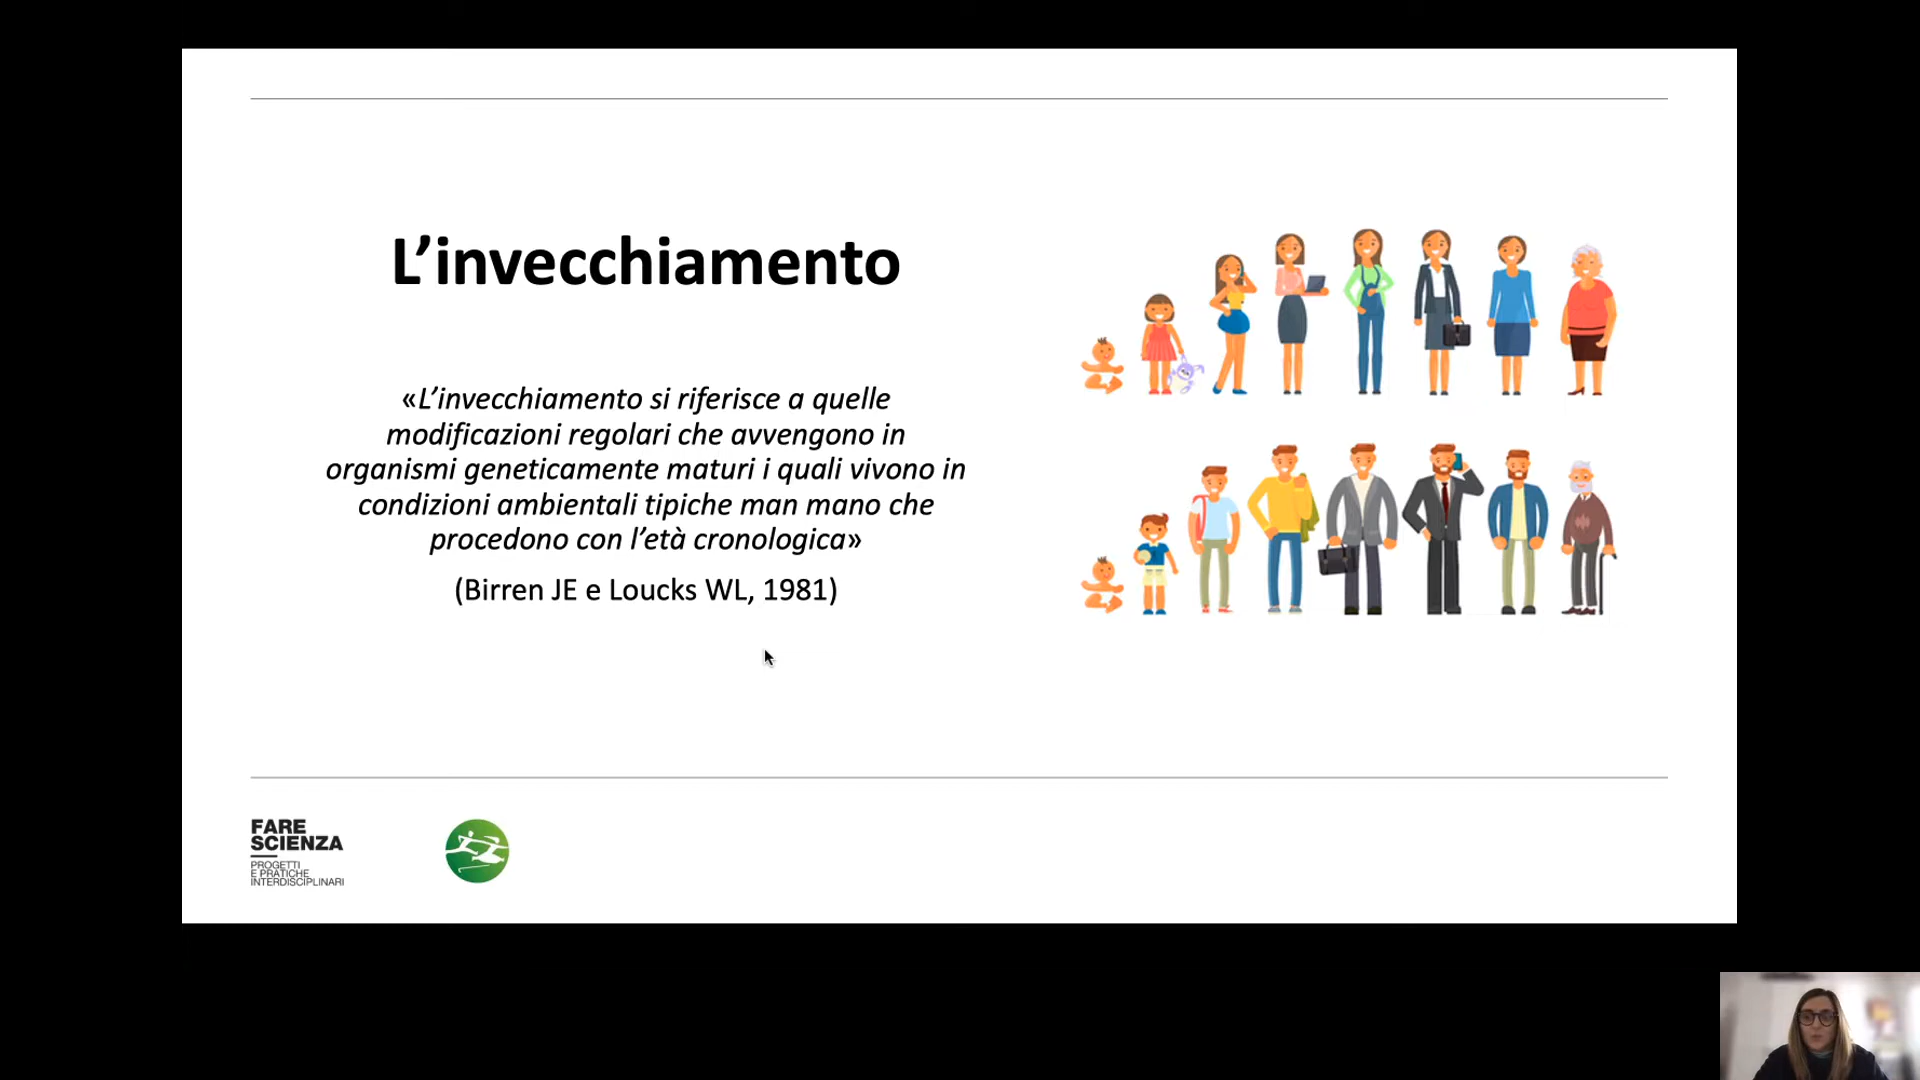 L’invecchiamento
«L’invecchiamento si riferisce a quelle
modificazioni regolari che avvengono in
organismi geneticamente maturi i quali vivono in
condizioni ambientali tipiche man mano che
procedono con l’età cronologica»
(Birren JE e Loucks WL, 1981)
FARE
SCIENZA
PROGETTI
E PRATICHE
INTERDISCIPLINARI